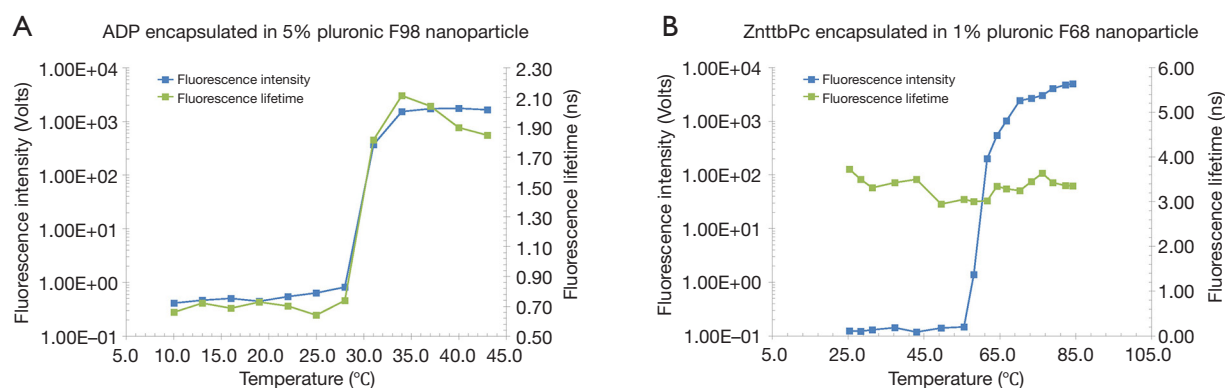 A
ADP encapsulated in 5% pluronic F98 nanoparticle
Fluorescence intensity (Volts)
1.00E+04
1.00E+03
1.00E+02
1.00E+01
1.00E+00
1.00E−01
Fluorescence intensity
Fluorescence lifetime
2.30
2.10
1.90
1.70
1.50
1.30
1.10
0.90
0.70
0.50
Fluorescence lifetime (ns)
5.0 10.0 15.0 20.0 25.0 30.0 35.0 40.0 45.0
Temperature (℃)
B
ZnttbPc encapsulated in 1% pluronic F68 nanoparticle
Fluorescence intensity (Volts)
1.00E+04
1.00E+03
1.00E+02
1.00E+01
1.00E+00
1.00E−01
Fluorescence intensity
Fluorescence lifetime
6.00
5.00
4.00
3.00
2.00
1.00
0.00
Fluorescence lifetime (ns)
5.0 25.0 45.0 65.0 85.0 105.0
Temperature (℃)